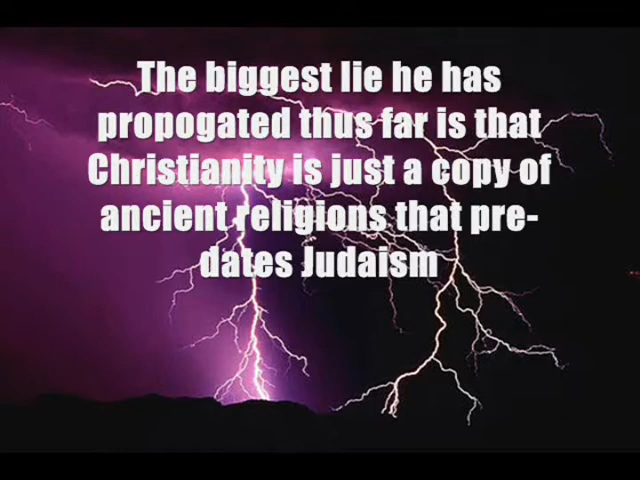 The biggest lie he has
propogated thus far is that
Christianity is just a copy of
ancient religions that pre-
dates Judaism